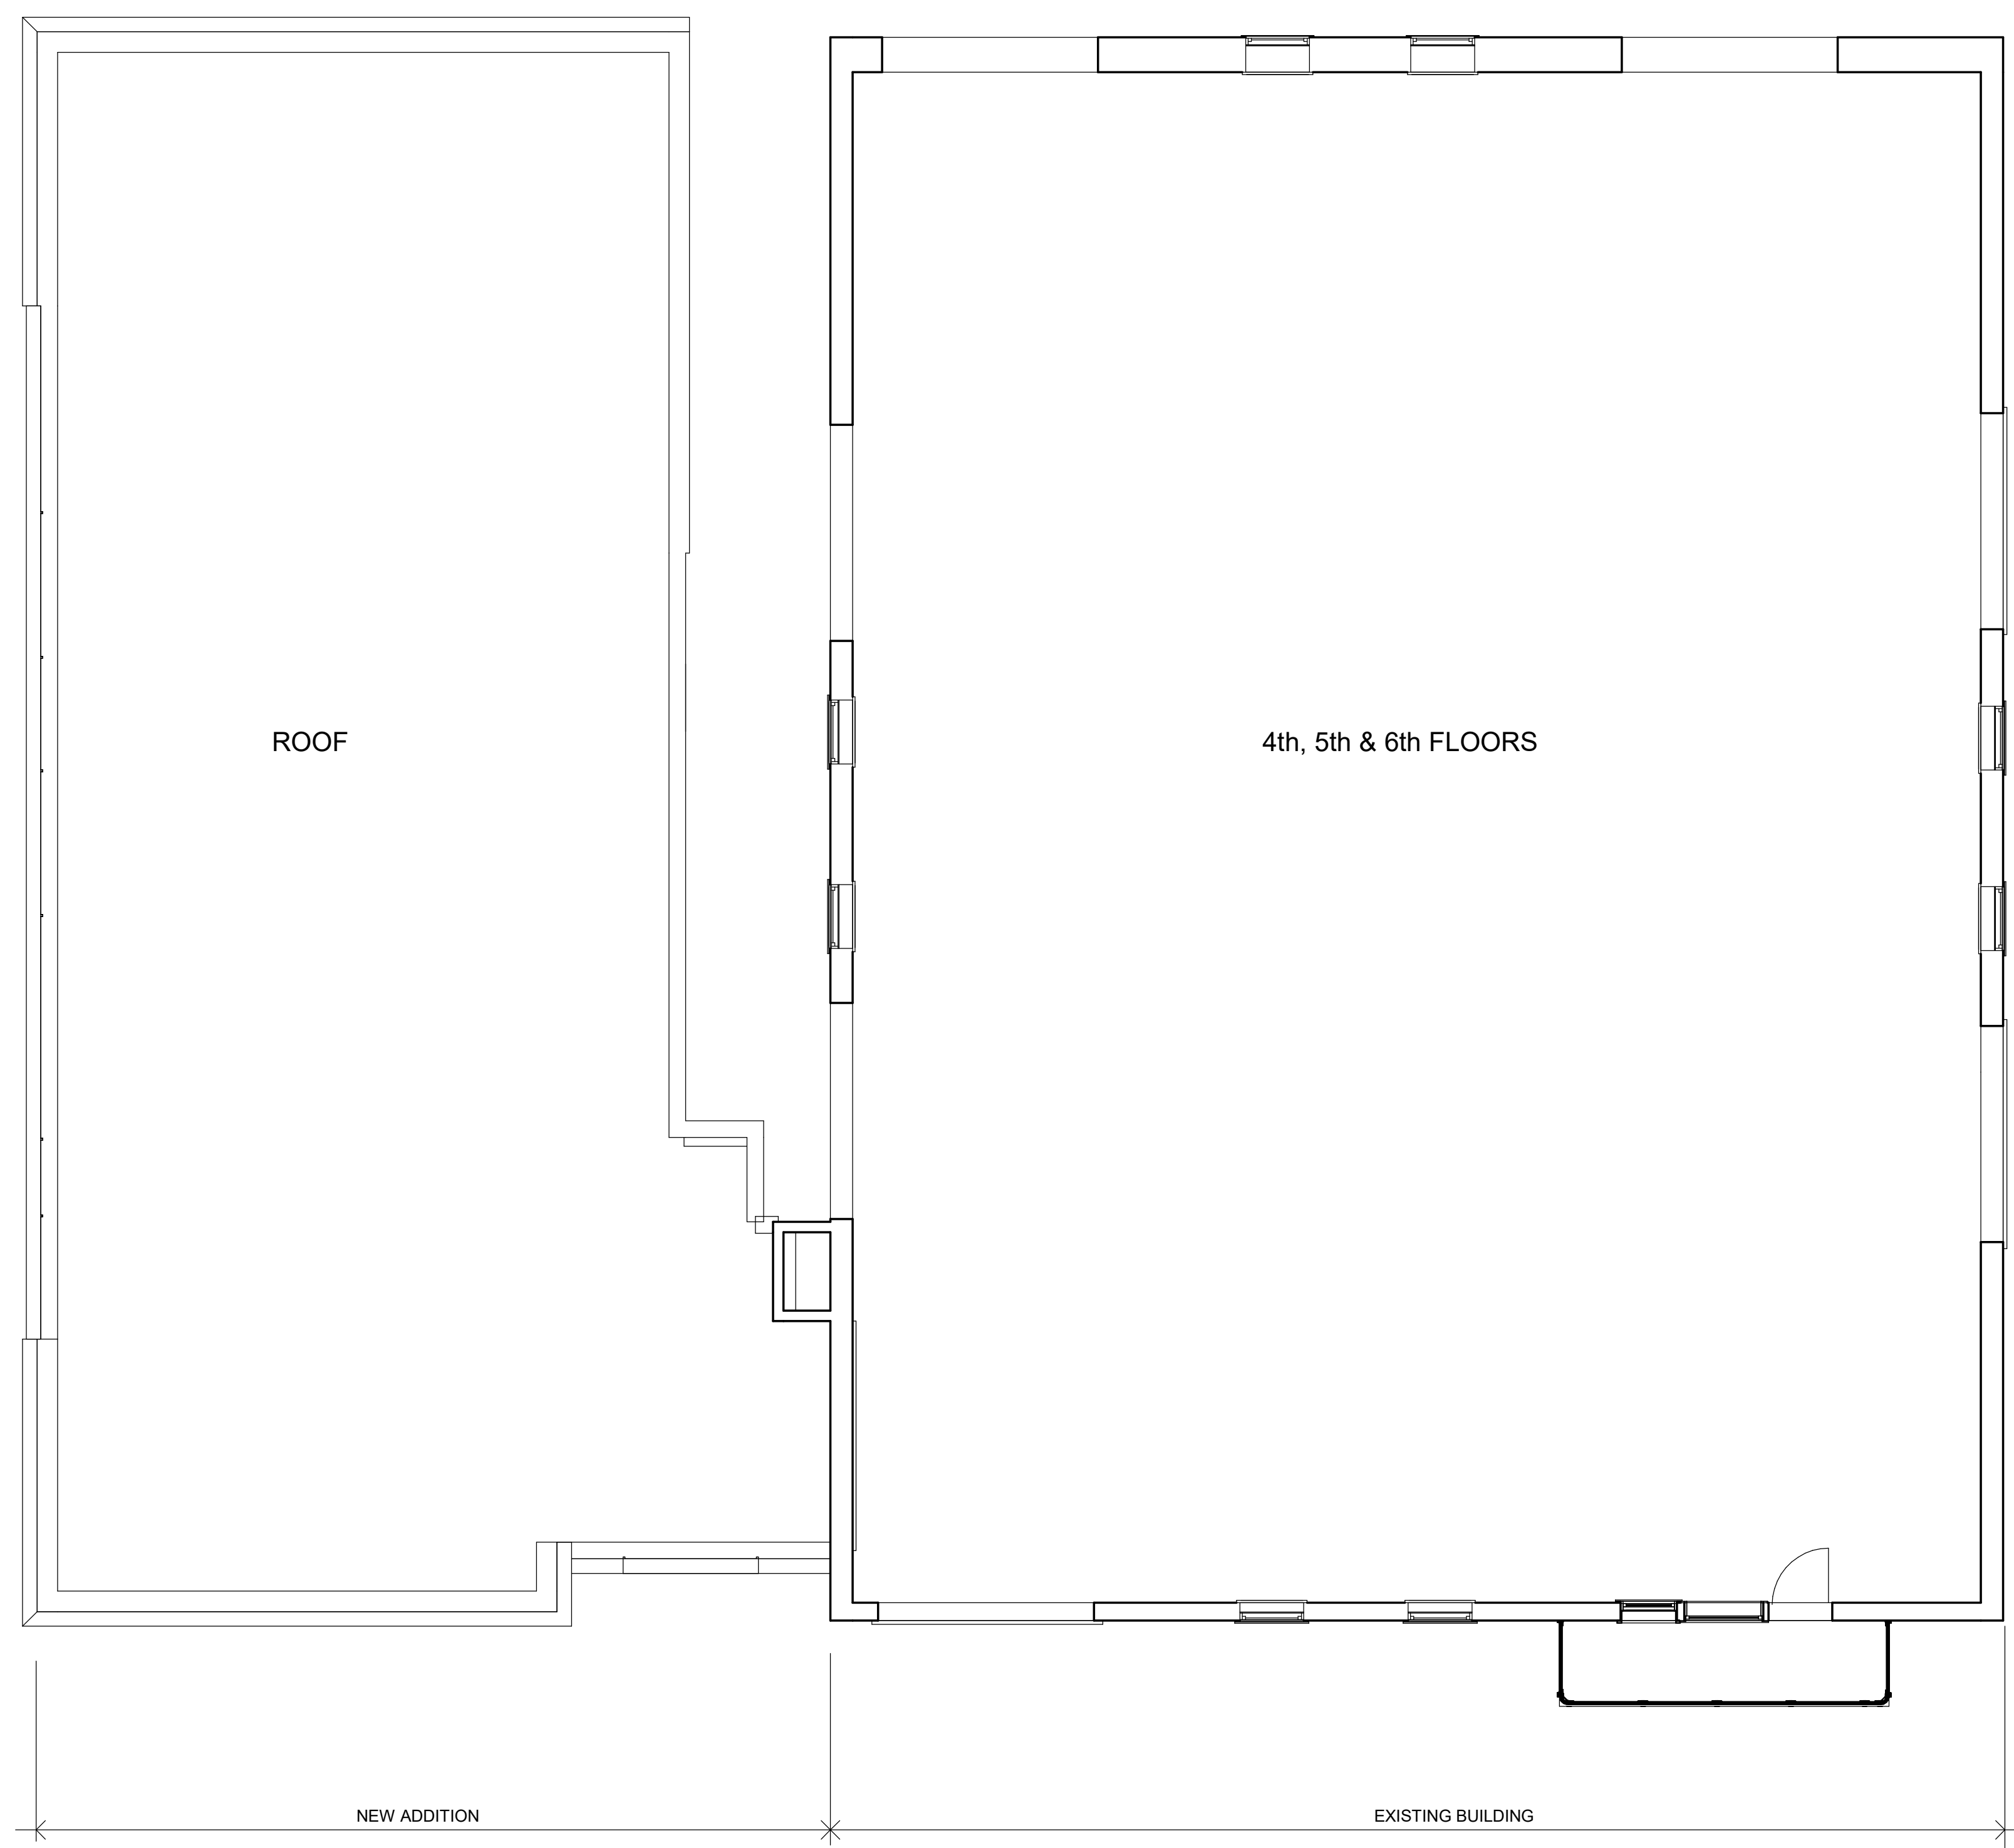 ROOF
4th, 5th & 6th FLOORS
NEW ADDITION
EXISTING BUILDING